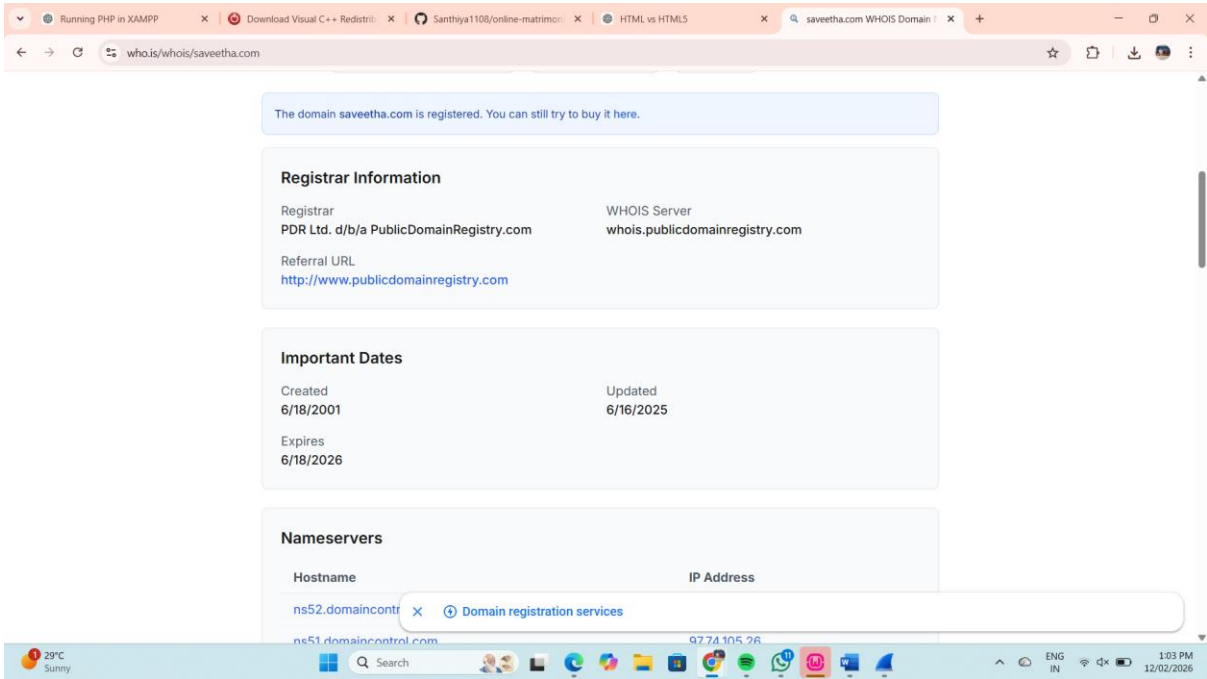 Running PHP in XAMPP
Download Visual C++ Redistrib
Santhiya1108/online-matrimon
HTML vs HTML5
saveetha.com WHOIS Domain
who.is/whois/saveetha.com
The domain saveetha.com is registered. You can still try to buy it here.
Registrar Information
Registrar
PDR Ltd. d/b/a PublicDomainRegistry.com
WHOIS Server
whois.publicdomainregistry.com
Referral URL
http://www.publicdomainregistry.com
Important Dates
Created
6/18/2001
Updated
6/16/2025
Expires
6/18/2026
Nameservers
Hostname IP Address
ns52.domaincontr
Domain registration services
ns51.domaincontrol.com 97.74.105.26
1
29°C
Sunny
Search
11
ENG
IN
1:03 PM
12/02/2026